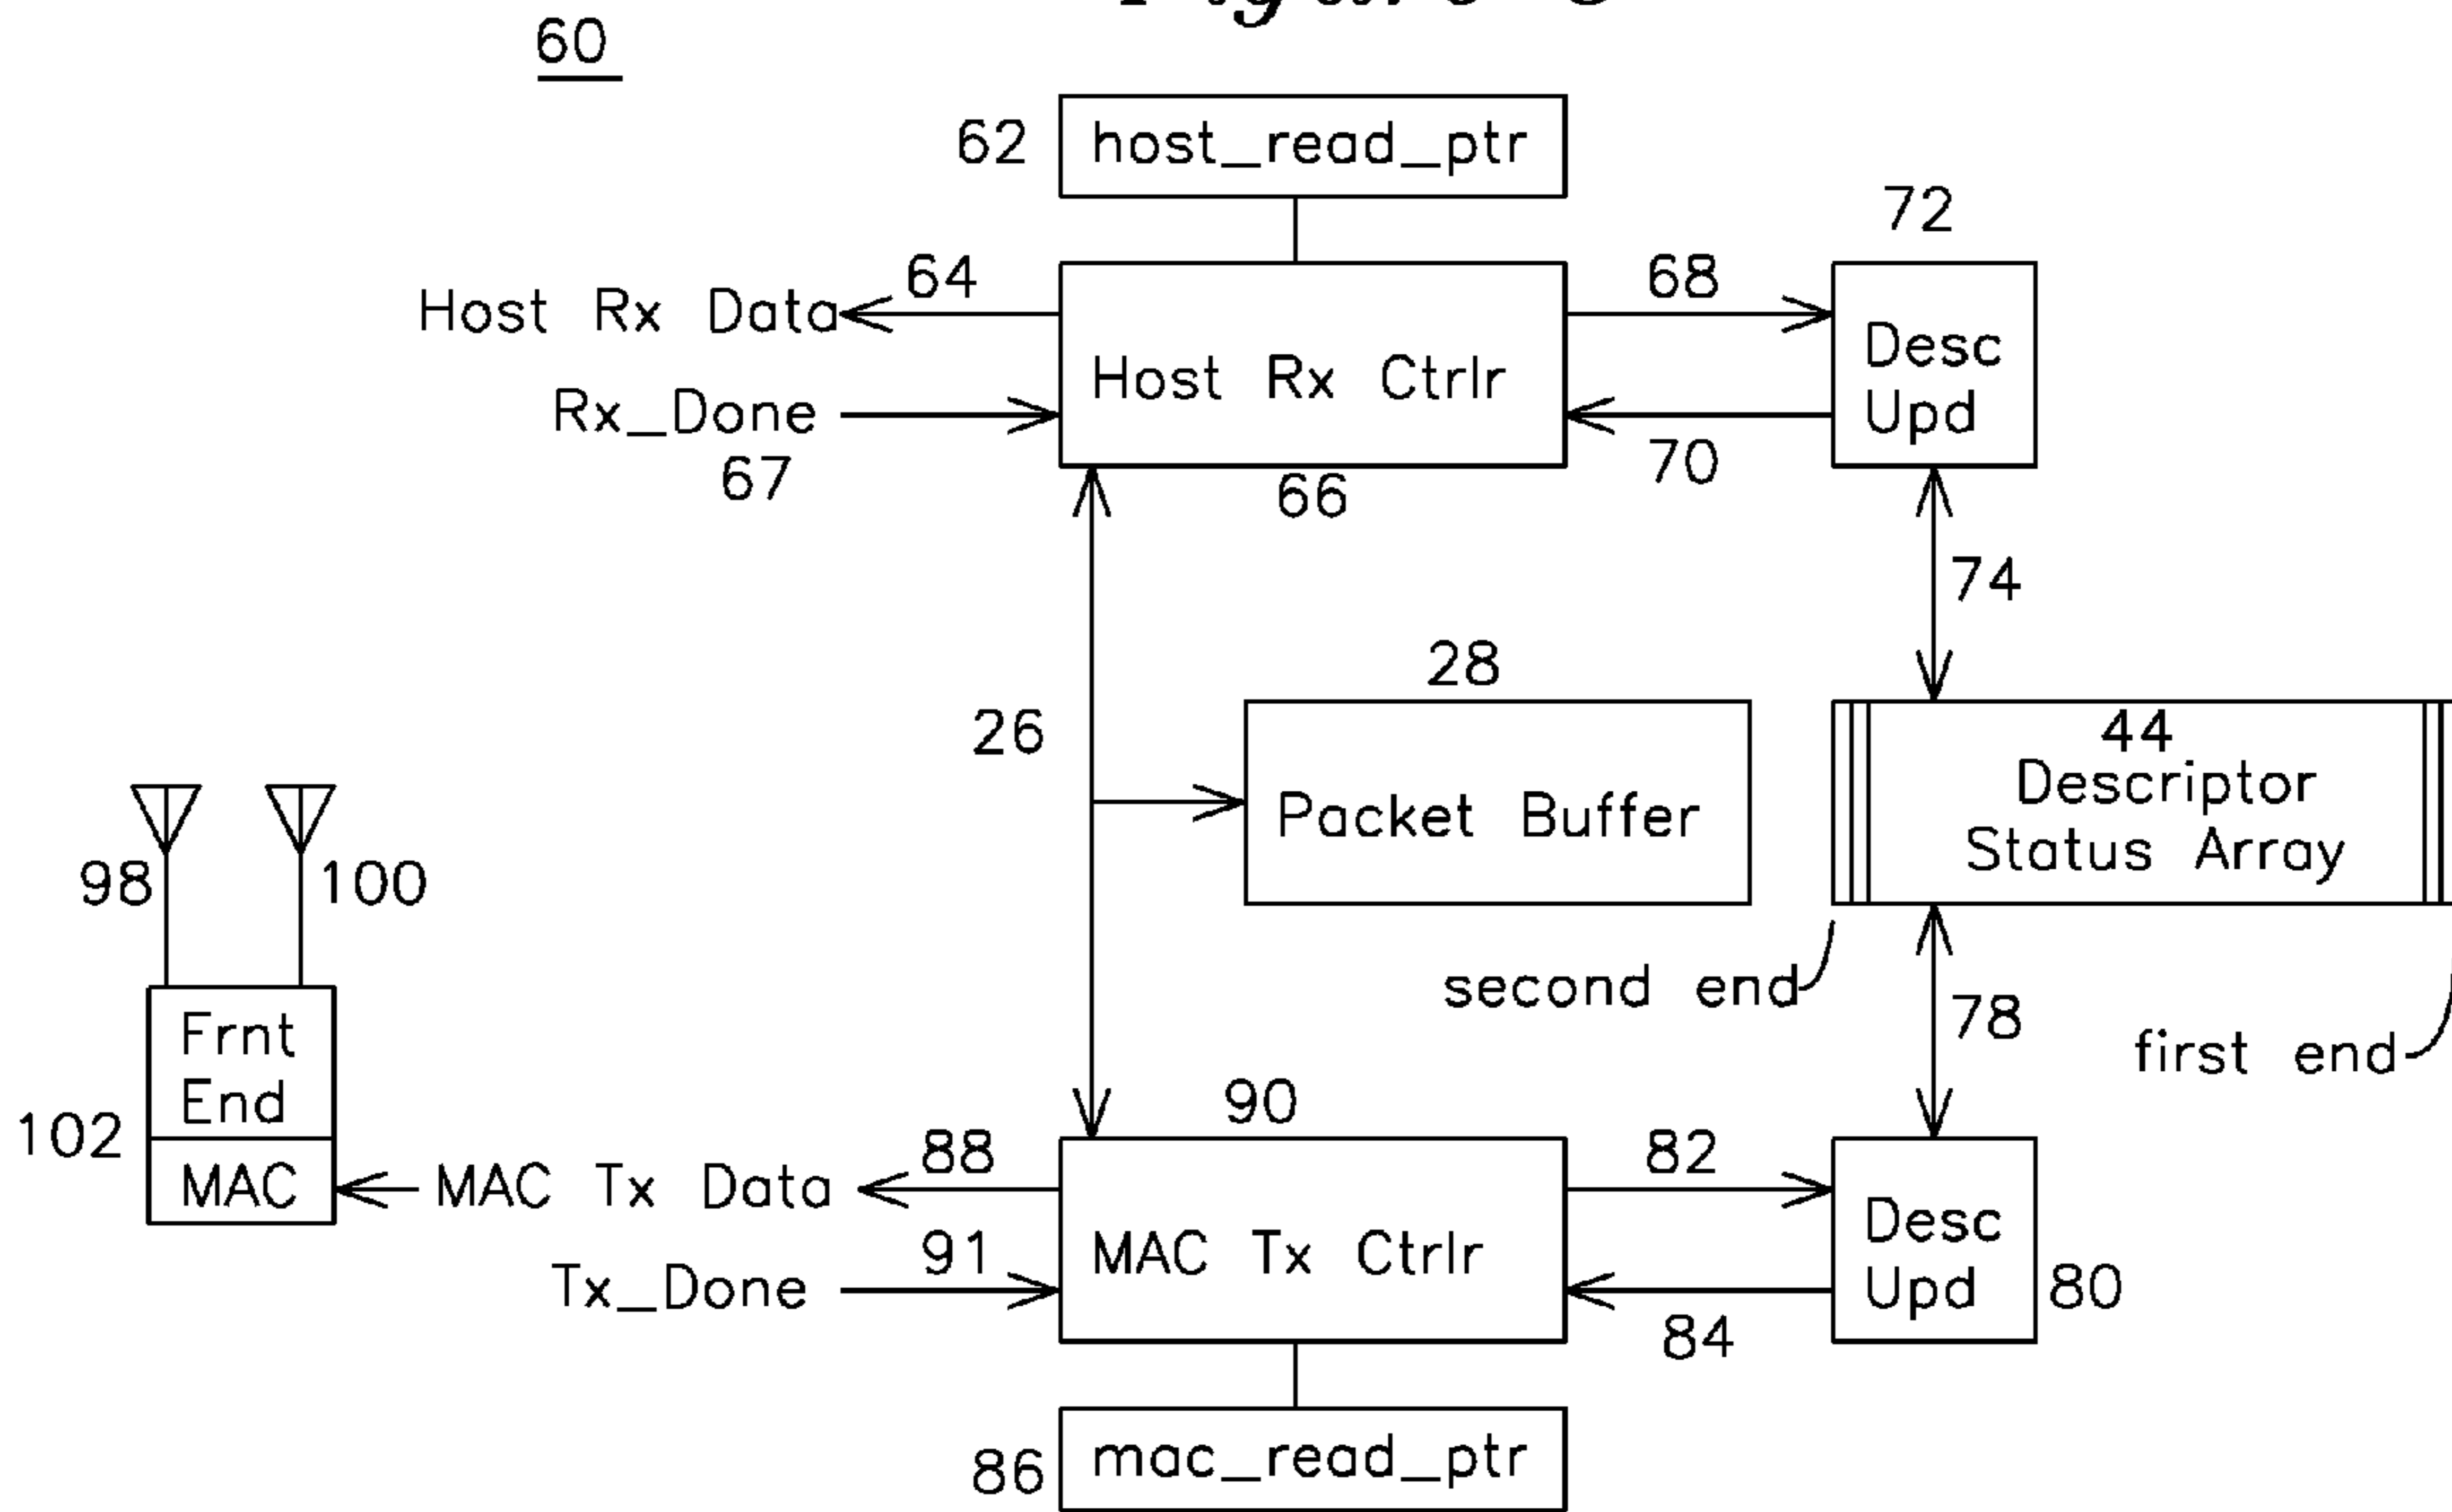 60
62 host_read_ptr
72
64
68
Host Rx Data
Desc
Upd
Host Rx Ctrlr
Rx_Done
67
66
70
74
28
26
44
Descriptor
Status Array
Packet Buffer
98
100
second end
78
first end
Frnt
End
90
102
88
82
MAC
MAC Tx Data
Desc
Upd
91
MAC Tx Ctrlr
Tx_Done
80
84
86 mac_read_ptr